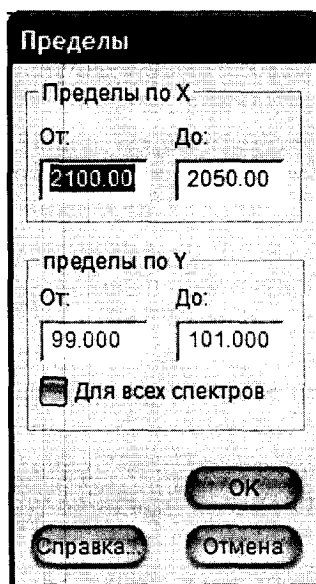 Пределы
Пределы по X
От: До:
2100.00 2050.00
пределы по Y
От: До:
99.000 101.000
Для всех спектров
OK
Справка... Отмена